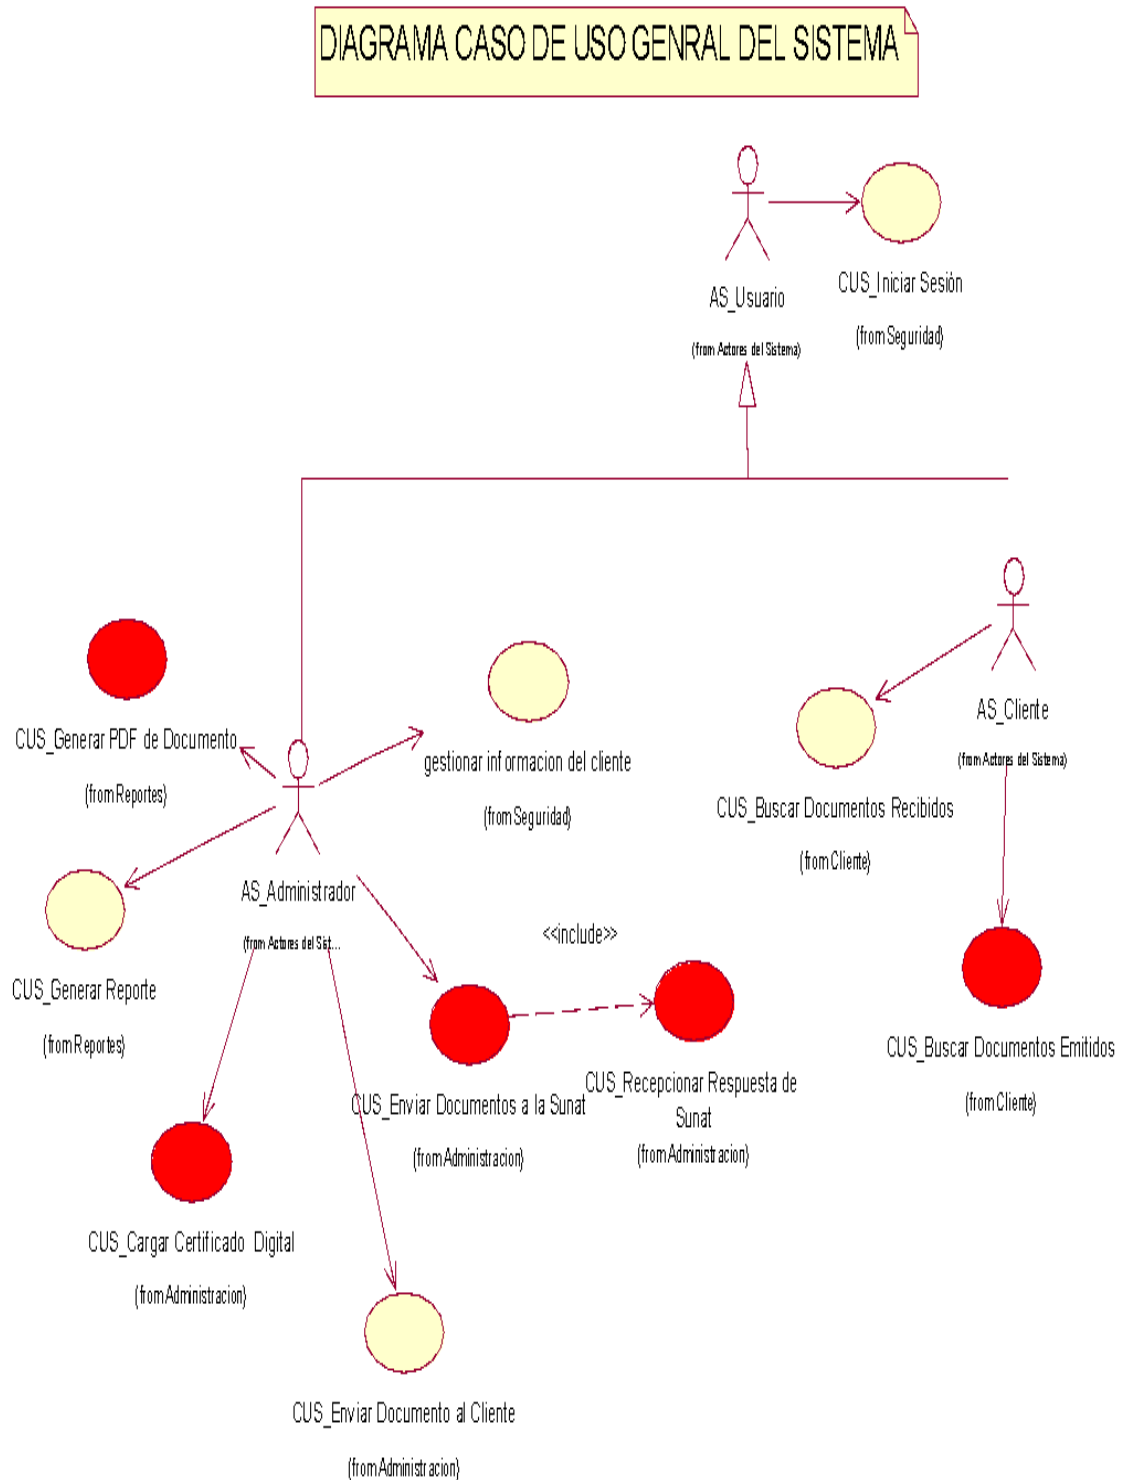 DIAGRAMA CASO DE USO GENRAL DEL SISTEMA
AS_Usuario
(from Actores del Sistema)
CUS_Iniciar Sesión
(from Seguridad)
CUS_Generar PDF de Documento
(from Reportes)
gestionar informacion del cliente
(from Seguridad)
AS_Cliente
(from Actores del Sistema)
CUS_Buscar Documentos Recibidos
(from Cliente)
AS_Administrador
(from Actores del Sist...
CUS_Generar Reporte
(from Reportes)
<<include>>
CUS_Enviar Documentos a la Sunat
(from Administracion)
CUS_Recepcionar Respuesta de
Sunat
(from Administracion)
CUS_Buscar Documentos Emitidos
(from Cliente)
CUS_Cargar Certificado Digital
(from Administracion)
CUS_Enviar Documento al Cliente
(from Administracion)